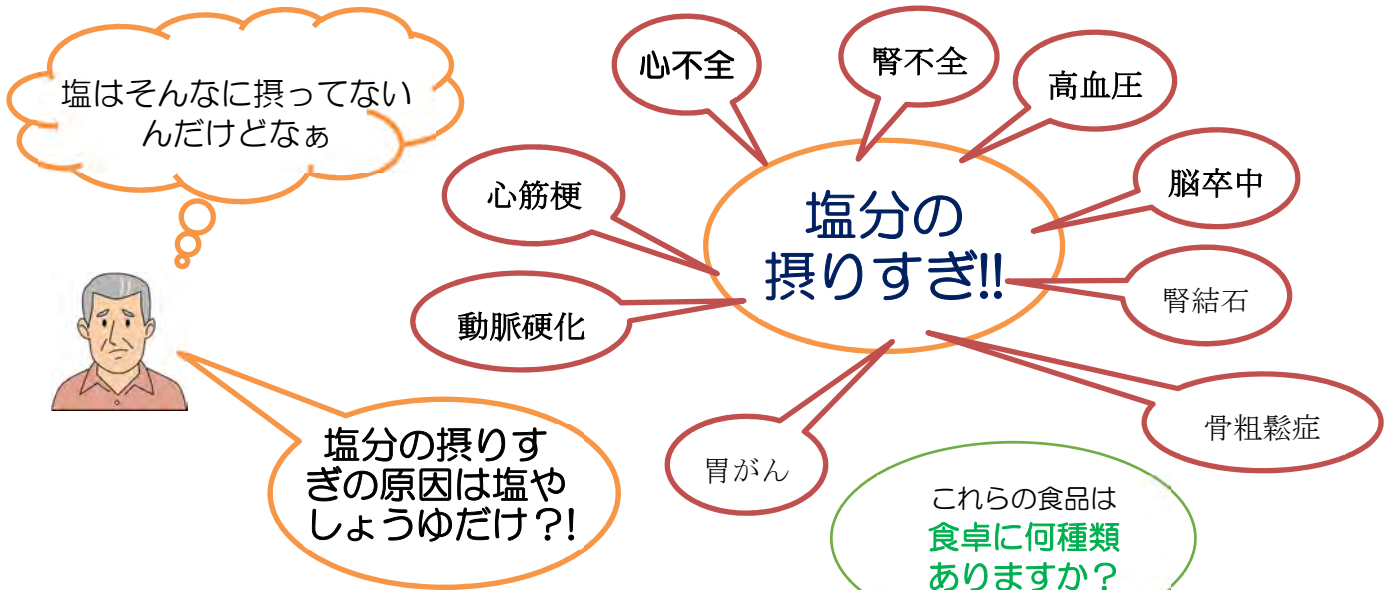 塩はそんなに摂ってない
んだけどなぁ
心不全
腎不全
高血圧
脳卒中
心筋梗
動脈硬化
塩分の
摂りすぎ!!
腎結石
骨粗鬆症
胃がん
塩分の摂りす
ぎの原因は塩や
しょうゆだけ？!
これらの食品は
食卓に何種類
ありますか？